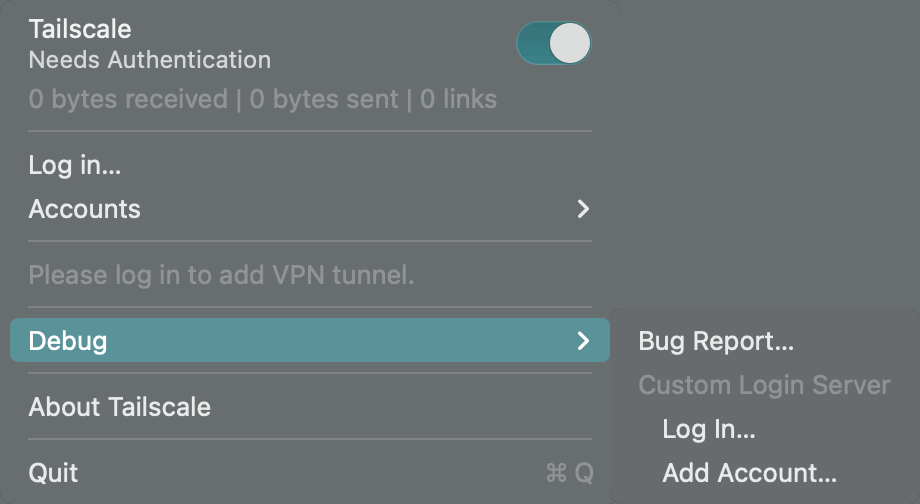 Tailscale
Needs Authentication
0 bytes received | 0 bytes sent | 0 links
Log in...
Accounts
Please log in to add VPN tunnel.
Debug
About Tailscale
Quit ⌘ Q
Bug Report...
Custom Login Server
Log In...
Add Account...